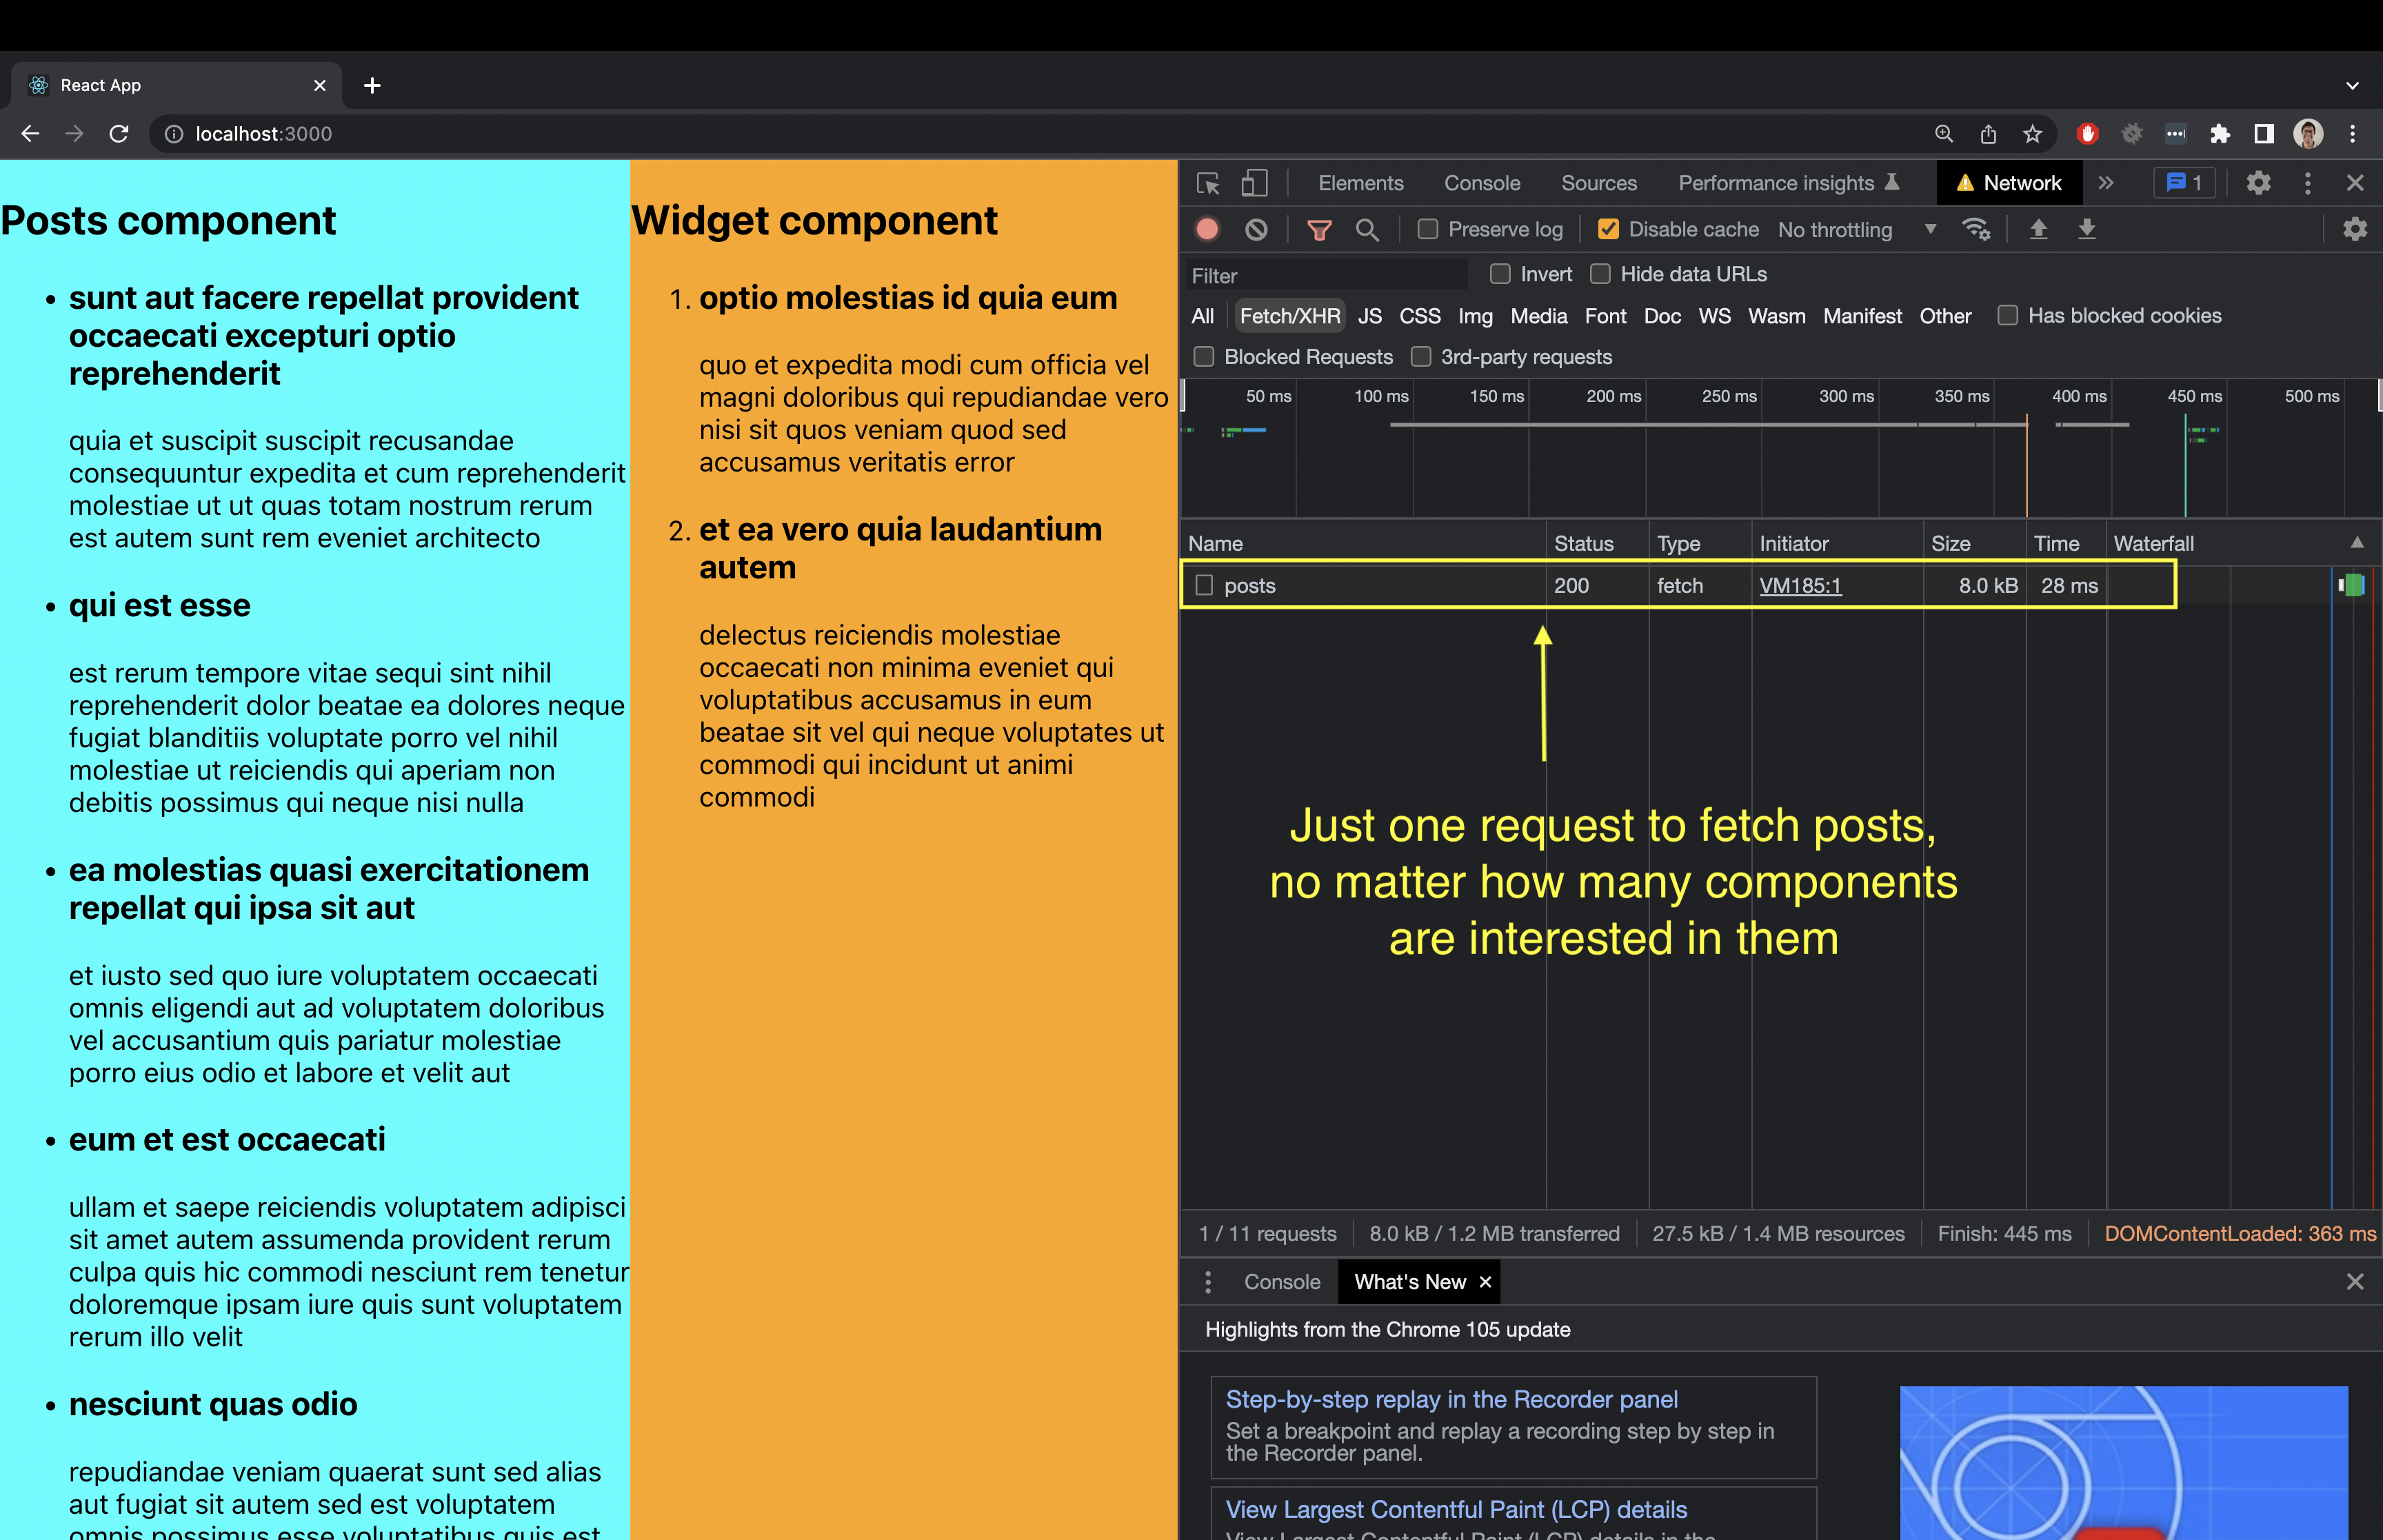 React App
localhost:3000
Posts component
• sunt aut facere repellat provident
occaecati excepturi optio
reprehenderit
quia et suscipit suscipit recusandae
consequuntur expedita et cum reprehenderit
molestiae ut ut quas totam nostrum rerum
est autem sunt rem eveniet architecto
• qui est esse
est rerum tempore vitae sequi sint nihil
reprehenderit dolor beatae ea dolores neque
fugiat blanditiis voluptate porro vel nihil
molestiae ut reiciendis qui aperiam non
debitis possimus qui neque nisi nulla
• ea molestias quasi exercitationem
repellat qui ipsa sit aut
et iusto sed quo iure voluptatem occaecati
omnis eligendi aut ad voluptatem doloribus
vel accusantium quis pariatur molestiae
porro eius odio et labore et velit aut
• eum et est occaecati
ullam et saepe reiciendis voluptatem adipisci
sit amet autem assumenda provident rerum
culpa quis hic commodi nesciunt rem tenetur
doloremque ipsam iure quis sunt voluptatem
rerum illo velit
• nesciunt quas odio
repudiandae veniam quaerat sunt sed alias
aut fugiat sit autem sed est voluptatem
omnis possimus esse voluptatibus quis est
Widget component
1. optio molestias id quia eum
quo et expedita modi cum officia vel
magni doloribus qui repudiandae vero
nisi sit quos veniam quod sed
accusamus veritatis error
2. et ea vero quia laudantium
autem
delectus reiciendis molestiae
occaecati non minima eveniet qui
voluptatibus accusamus in eum
beatae sit vel qui neque voluptates ut
commodi qui incidunt ut animi
commodi
Elements Console Sources Performance insights Network 1
Preserve log Disable cache No throttling
Filter Invert Hide data URLs
All Fetch/XHR JS CSS Img Media Font Doc WS Wasm Manifest Other Has blocked cookies
Blocked Requests 3rd-party requests
50 ms 100 ms 150 ms 200 ms 250 ms 300 ms 350 ms 400 ms 450 ms 500 ms
Name Status Type Initiator Size Time Waterfall
posts 200 fetch VM185:1 8.0 kB 28 ms
Just one request to fetch posts,
no matter how many components
are interested in them
1 / 11 requests 8.0 kB / 1.2 MB transferred 27.5 kB / 1.4 MB resources Finish: 445 ms DOMContentLoaded: 363 ms
Console What's New
Highlights from the Chrome 105 update
Step-by-step replay in the Recorder panel
Set a breakpoint and replay a recording step by step in
the Recorder panel.
View Largest Contentful Paint (LCP) details
View Largest Contentful Paint (LCP) details in the